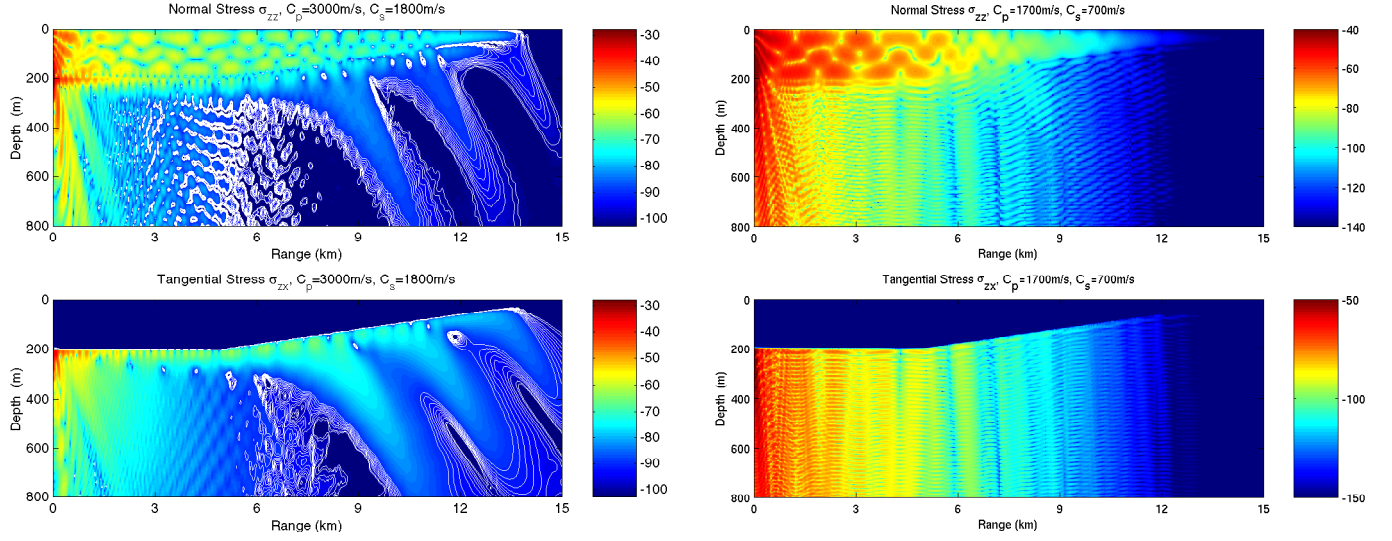 Normal Stress σzz, Cp=3000m/s, Cs=1800m/s
0
200
400
600
800
Depth (m)
0 3 6 9 12 15
Range (km)
-30
-40
-50
-60
-70
-80
-90
-100
Normal Stress σzz, Cp=1700m/s, Cs=700m/s
0
200
400
600
800
Depth (m)
0 3 6 9 12 15
Range (km)
-40
-60
-80
-100
-120
-140
Tangential Stress σzx, Cp=3000m/s, Cs=1800m/s
0
200
400
600
800
Depth (m)
0 3 6 9 12 15
Range (km)
-30
-40
-50
-60
-70
-80
-90
-100
Tangential Stress σzx, Cp=1700m/s, Cs=700m/s
0
200
400
600
800
Depth (m)
0 3 6 9 12 15
Range (km)
-50
-100
-150